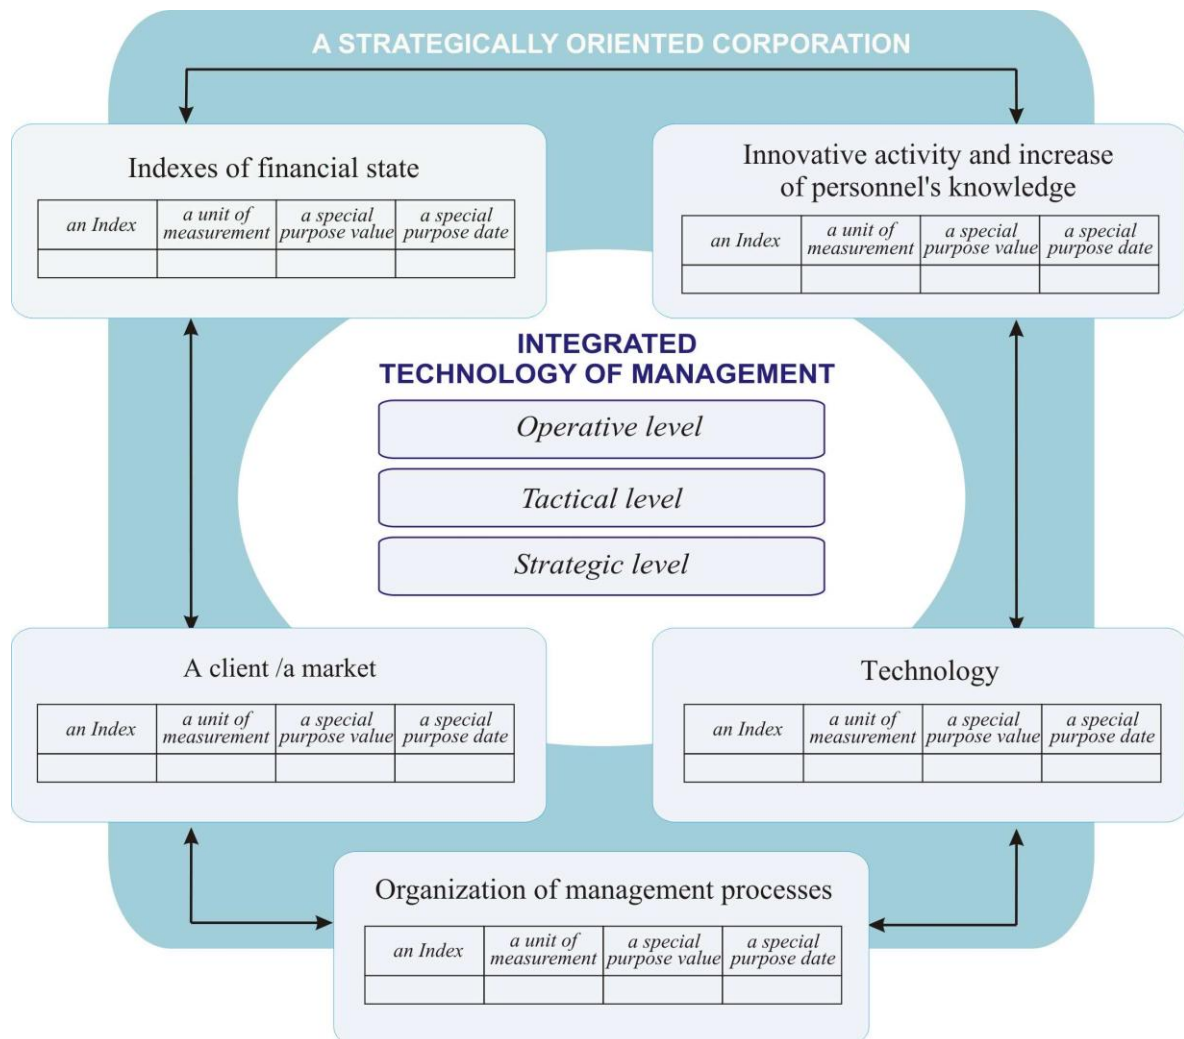 A STRATEGICALLY ORIENTED CORPORATION
Indexes of financial state
an Index
a unit of
measurement
a special
purpose value
a special
purpose date
Innovative activity and increase
of personnel's knowledge
an Index
a unit of
measurement
a special
purpose value
a special
purpose date
INTEGRATED
TECHNOLOGY OF MANAGEMENT
Operative level
Tactical level
Strategic level
A client /a market
an Index
a unit of
measurement
a special
purpose value
a special
purpose date
Technology
an Index
a unit of
measurement
a special
purpose value
a special
purpose date
Organization of management processes
an Index
a unit of
measurement
a special
purpose value
a special
purpose date